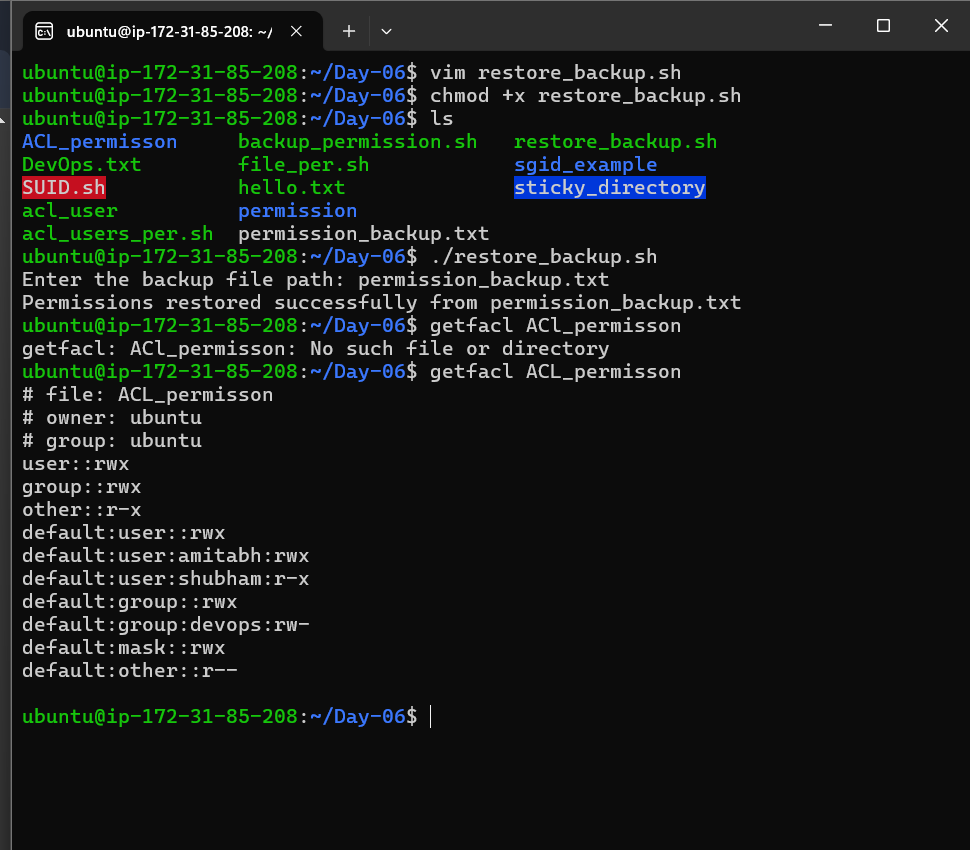 ubuntu@ip-172-31-85-208: ~/
ubuntu@ip-172-31-85-208:~/Day-06$ vim restore_backup.sh
ubuntu@ip-172-31-85-208:~/Day-06$ chmod +x restore_backup.sh
ubuntu@ip-172-31-85-208:~/Day-06$ ls
ACL_permisson backup_permission.sh restore_backup.sh
DevOps.txt file_per.sh sgid_example
SUID.sh hello.txt sticky_directory
acl_user permission
acl_users_per.sh permission_backup.txt
ubuntu@ip-172-31-85-208:~/Day-06$ ./restore_backup.sh
Enter the backup file path: permission_backup.txt
Permissions restored successfully from permission_backup.txt
ubuntu@ip-172-31-85-208:~/Day-06$ getfacl ACl_permisson
getfacl: ACl_permisson: No such file or directory
ubuntu@ip-172-31-85-208:~/Day-06$ getfacl ACL_permisson
# file: ACL_permisson
# owner: ubuntu
# group: ubuntu
user::rwx
group::rwx
other::r-x
default:user::rwx
default:user:amitabh:rwx
default:user:shubham:r-x
default:group::rwx
default:group:devops:rw-
default:mask::rwx
default:other::r--
ubuntu@ip-172-31-85-208:~/Day-06$